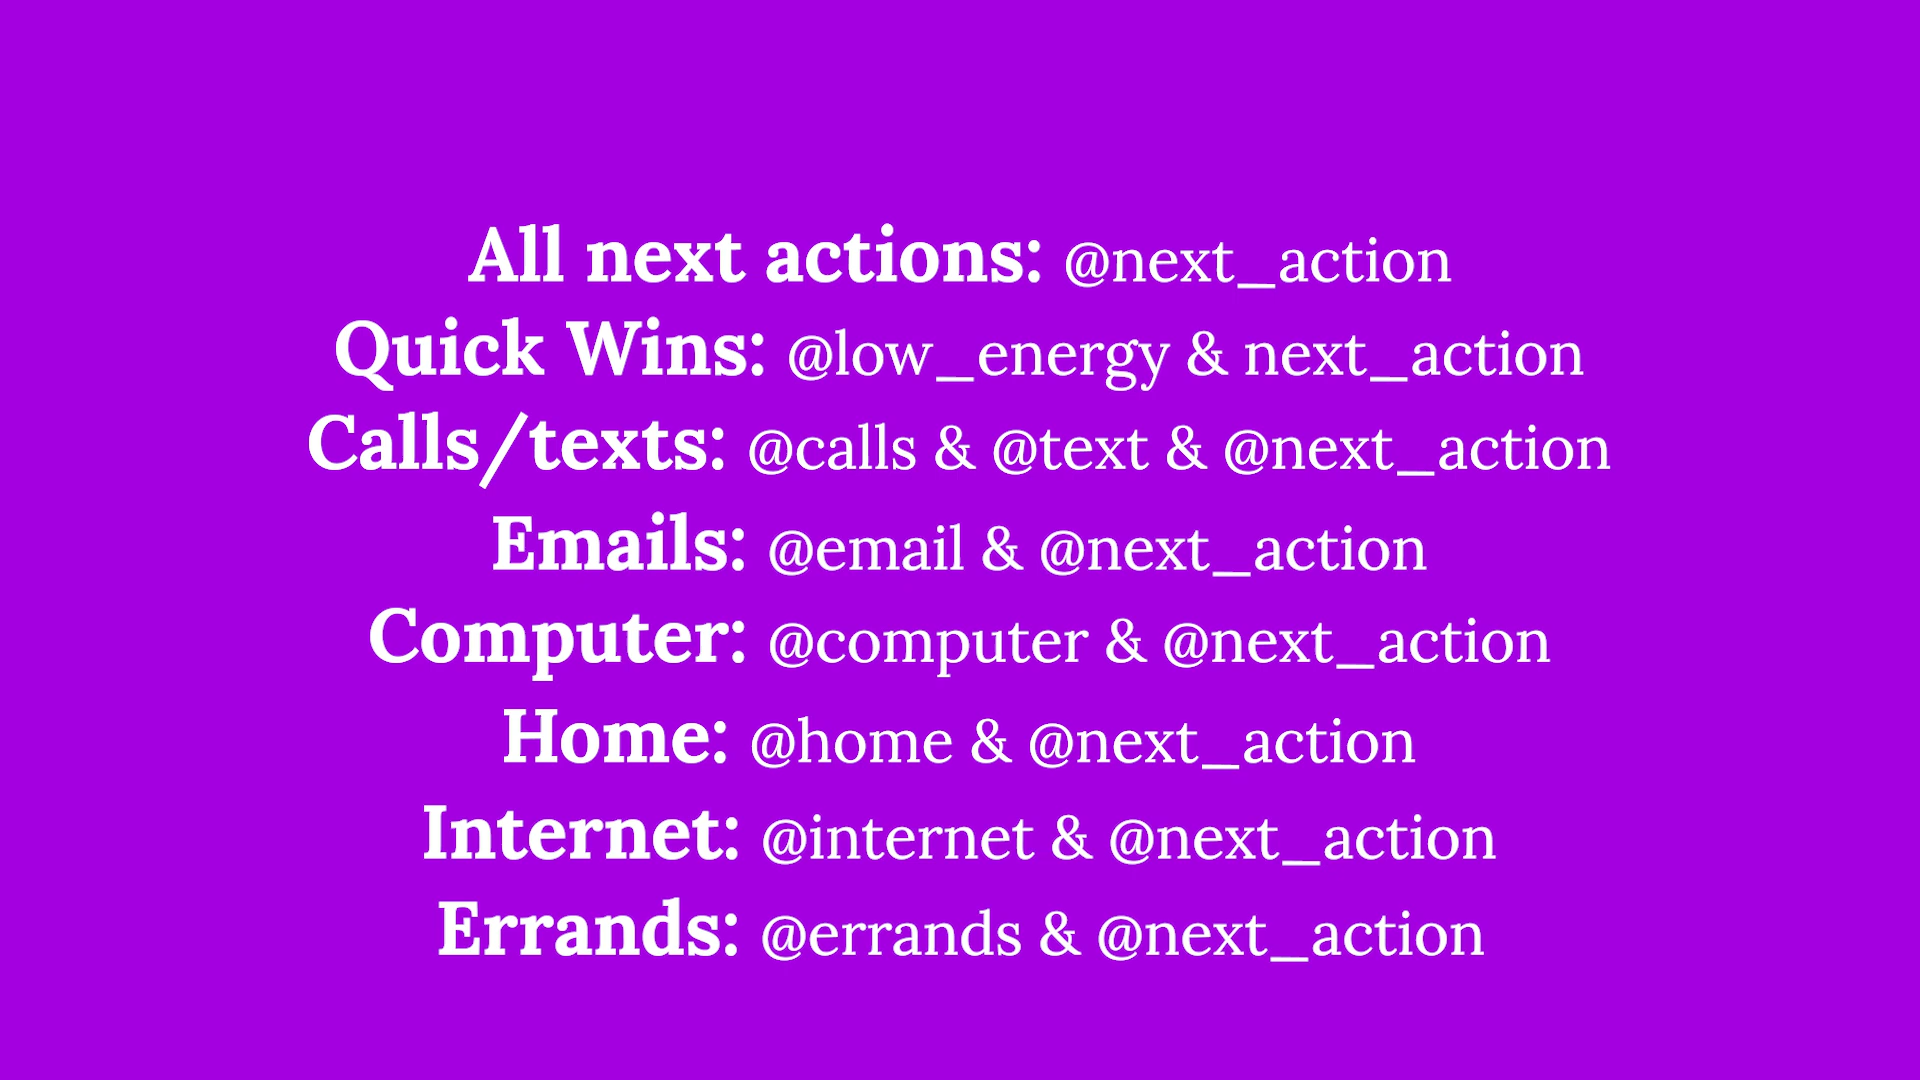 All next actions: @next_action
Quick Wins: @low_energy & next_action
Calls/texts: @calls & @text & @next_action
Emails: @email & @next_action
Computer: @computer & @next_action
Home: @home & @next_action
Internet: @internet & @next_action
Errands: @errands & @next_action